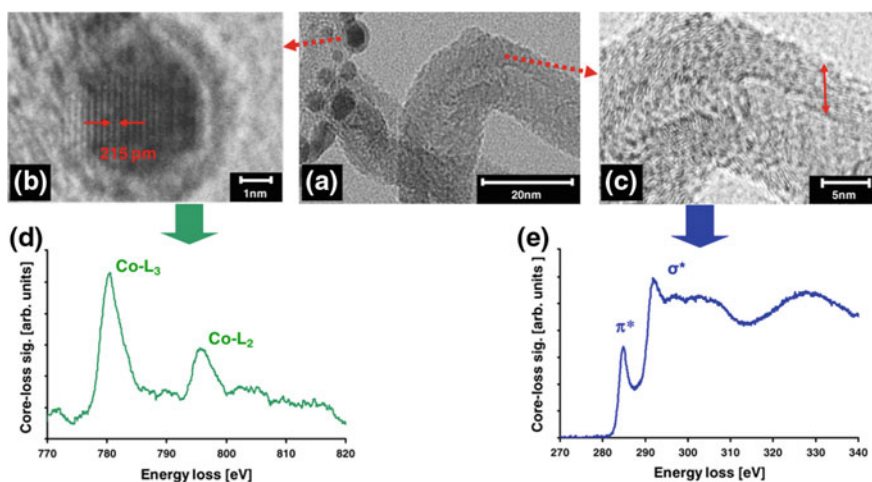 215 pm
(b)
1nm
(a)
20nm
(c)
5nm
(d)
Co-L₃
Co-L₂
Core-loss sig. [arb. units]
770 780 790 800 810 820
Energy loss [eV]
(e)
σ*
π*
Core-loss sig. [arb. units ]
270 280 290 300 310 320 330 340
Energy loss [eV]